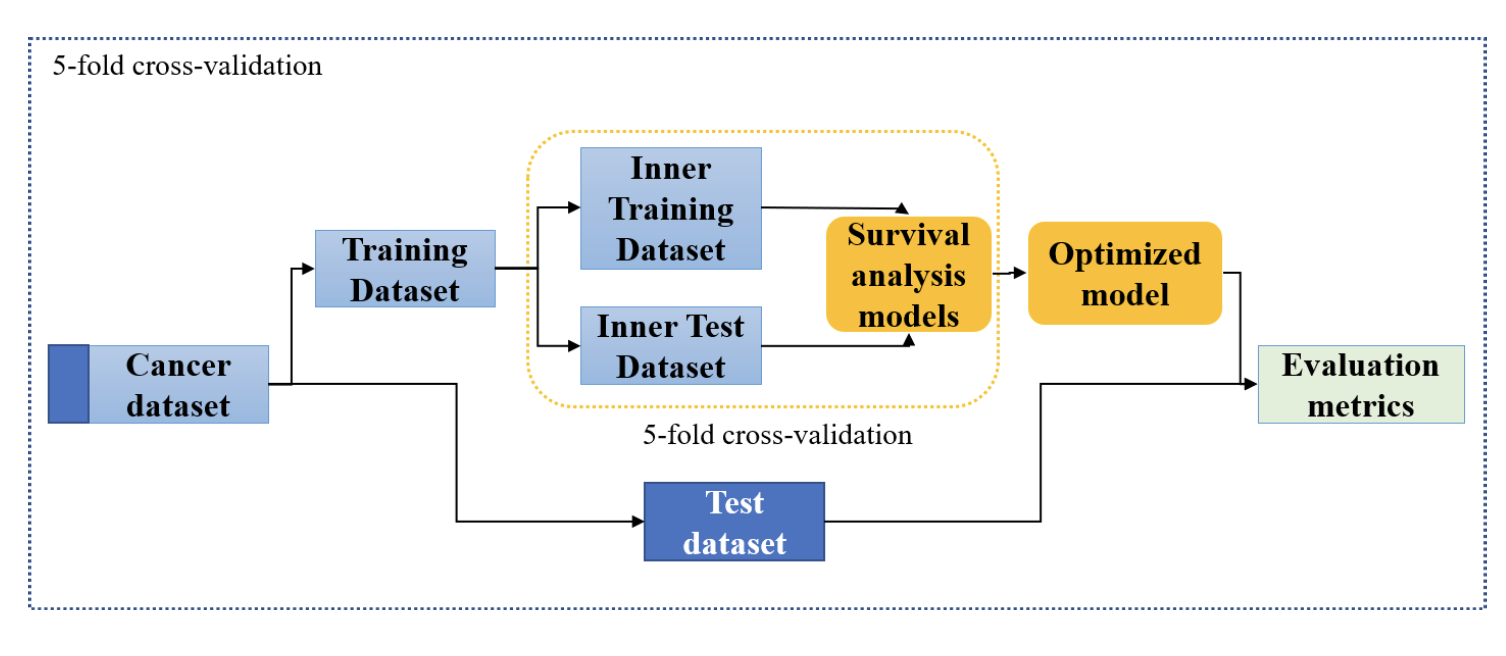 5-fold cross-validation
Inner
Training
Dataset
Training
Dataset
Survival
analysis
models
Optimized
model
Inner Test
Dataset
Cancer
dataset
Evaluation
metrics
5-fold cross-validation
Test
dataset